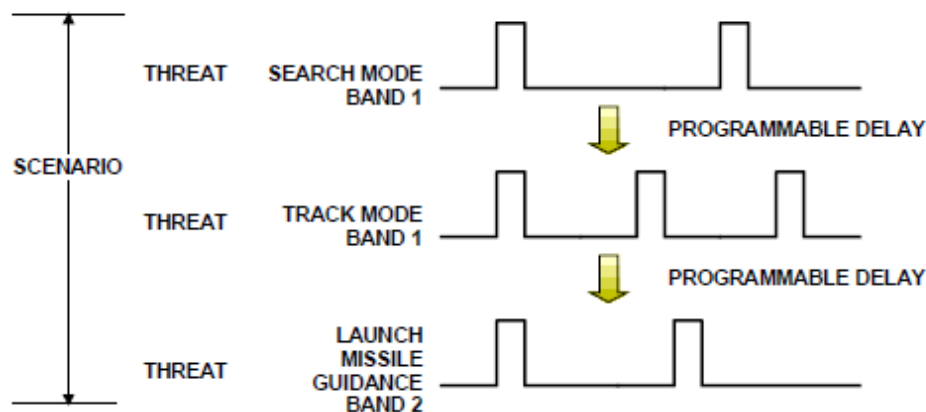 THREAT SEARCH MODE
BAND 1
PROGRAMMABLE DELAY
SCENARIO
THREAT TRACK MODE
BAND 1
PROGRAMMABLE DELAY
LAUNCH
MISSILE
THREAT GUIDANCE
BAND 2